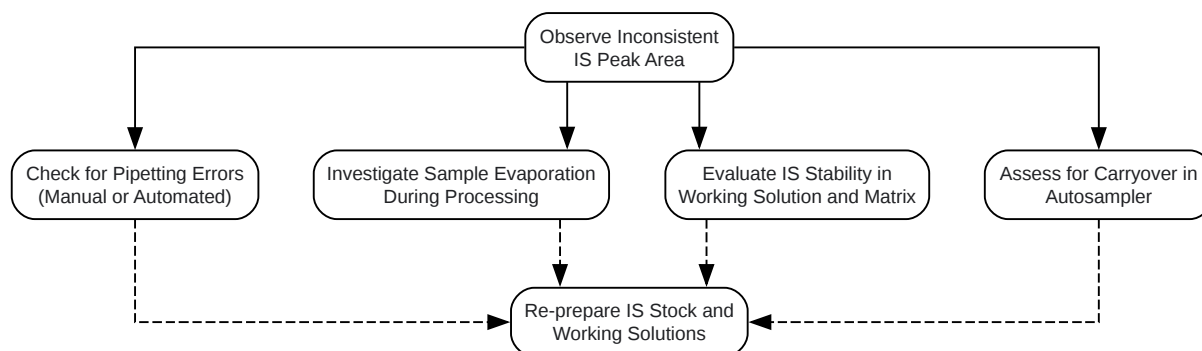 Observe Inconsistent
IS Peak Area
Check for Pipetting Errors
(Manual or Automated)
Investigate Sample Evaporation
During Processing
Evaluate IS Stability in
Working Solution and Matrix
Assess for Carryover in
Autosampler
Re-prepare IS Stock and
Working Solutions